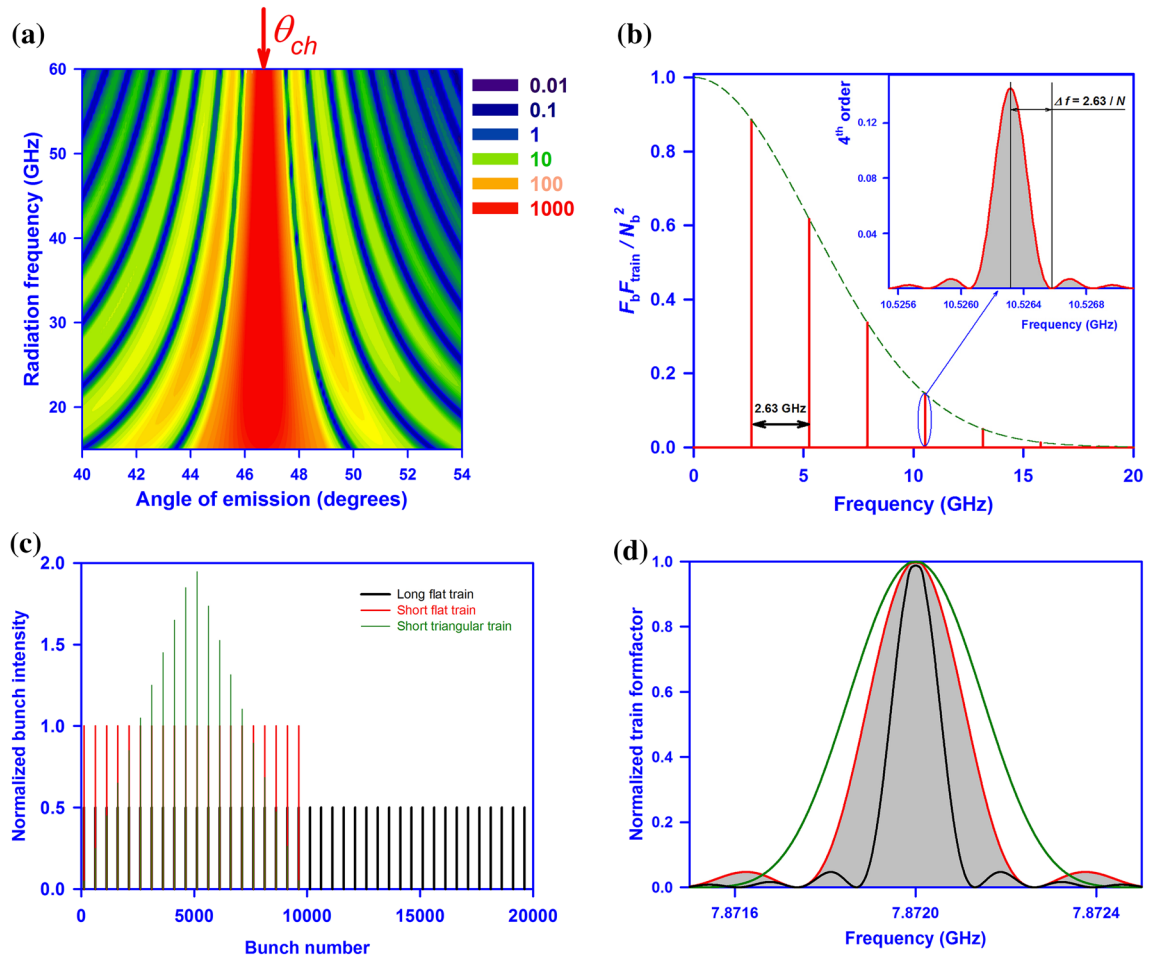 (a)
θch
60
50
40
30
20
Radiation frequency (GHz)
40
42
44
46
48
50
52
54
Angle of emission (degrees)
0.01
0.1
1
10
100
1000
(b)
1.0
0.8
0.6
0.4
0.2
0.0
FbFtrain / Nb2
2.63 GHz
0
5
10
15
20
Frequency (GHz)
4th order
0.12
0.08
0.04
Δf = 2.63 / N
10.5256
10.5260
10.5264
10.5268
Frequency (GHz)
(c)
2.0
1.5
1.0
0.5
0.0
Normalized bunch intensity
Long flat train
Short flat train
Short triangular train
0
5000
10000
15000
20000
Bunch number
(d)
1.0
0.8
0.6
0.4
0.2
0.0
Normalized train formfactor
7.8716
7.8720
7.8724
Frequency (GHz)